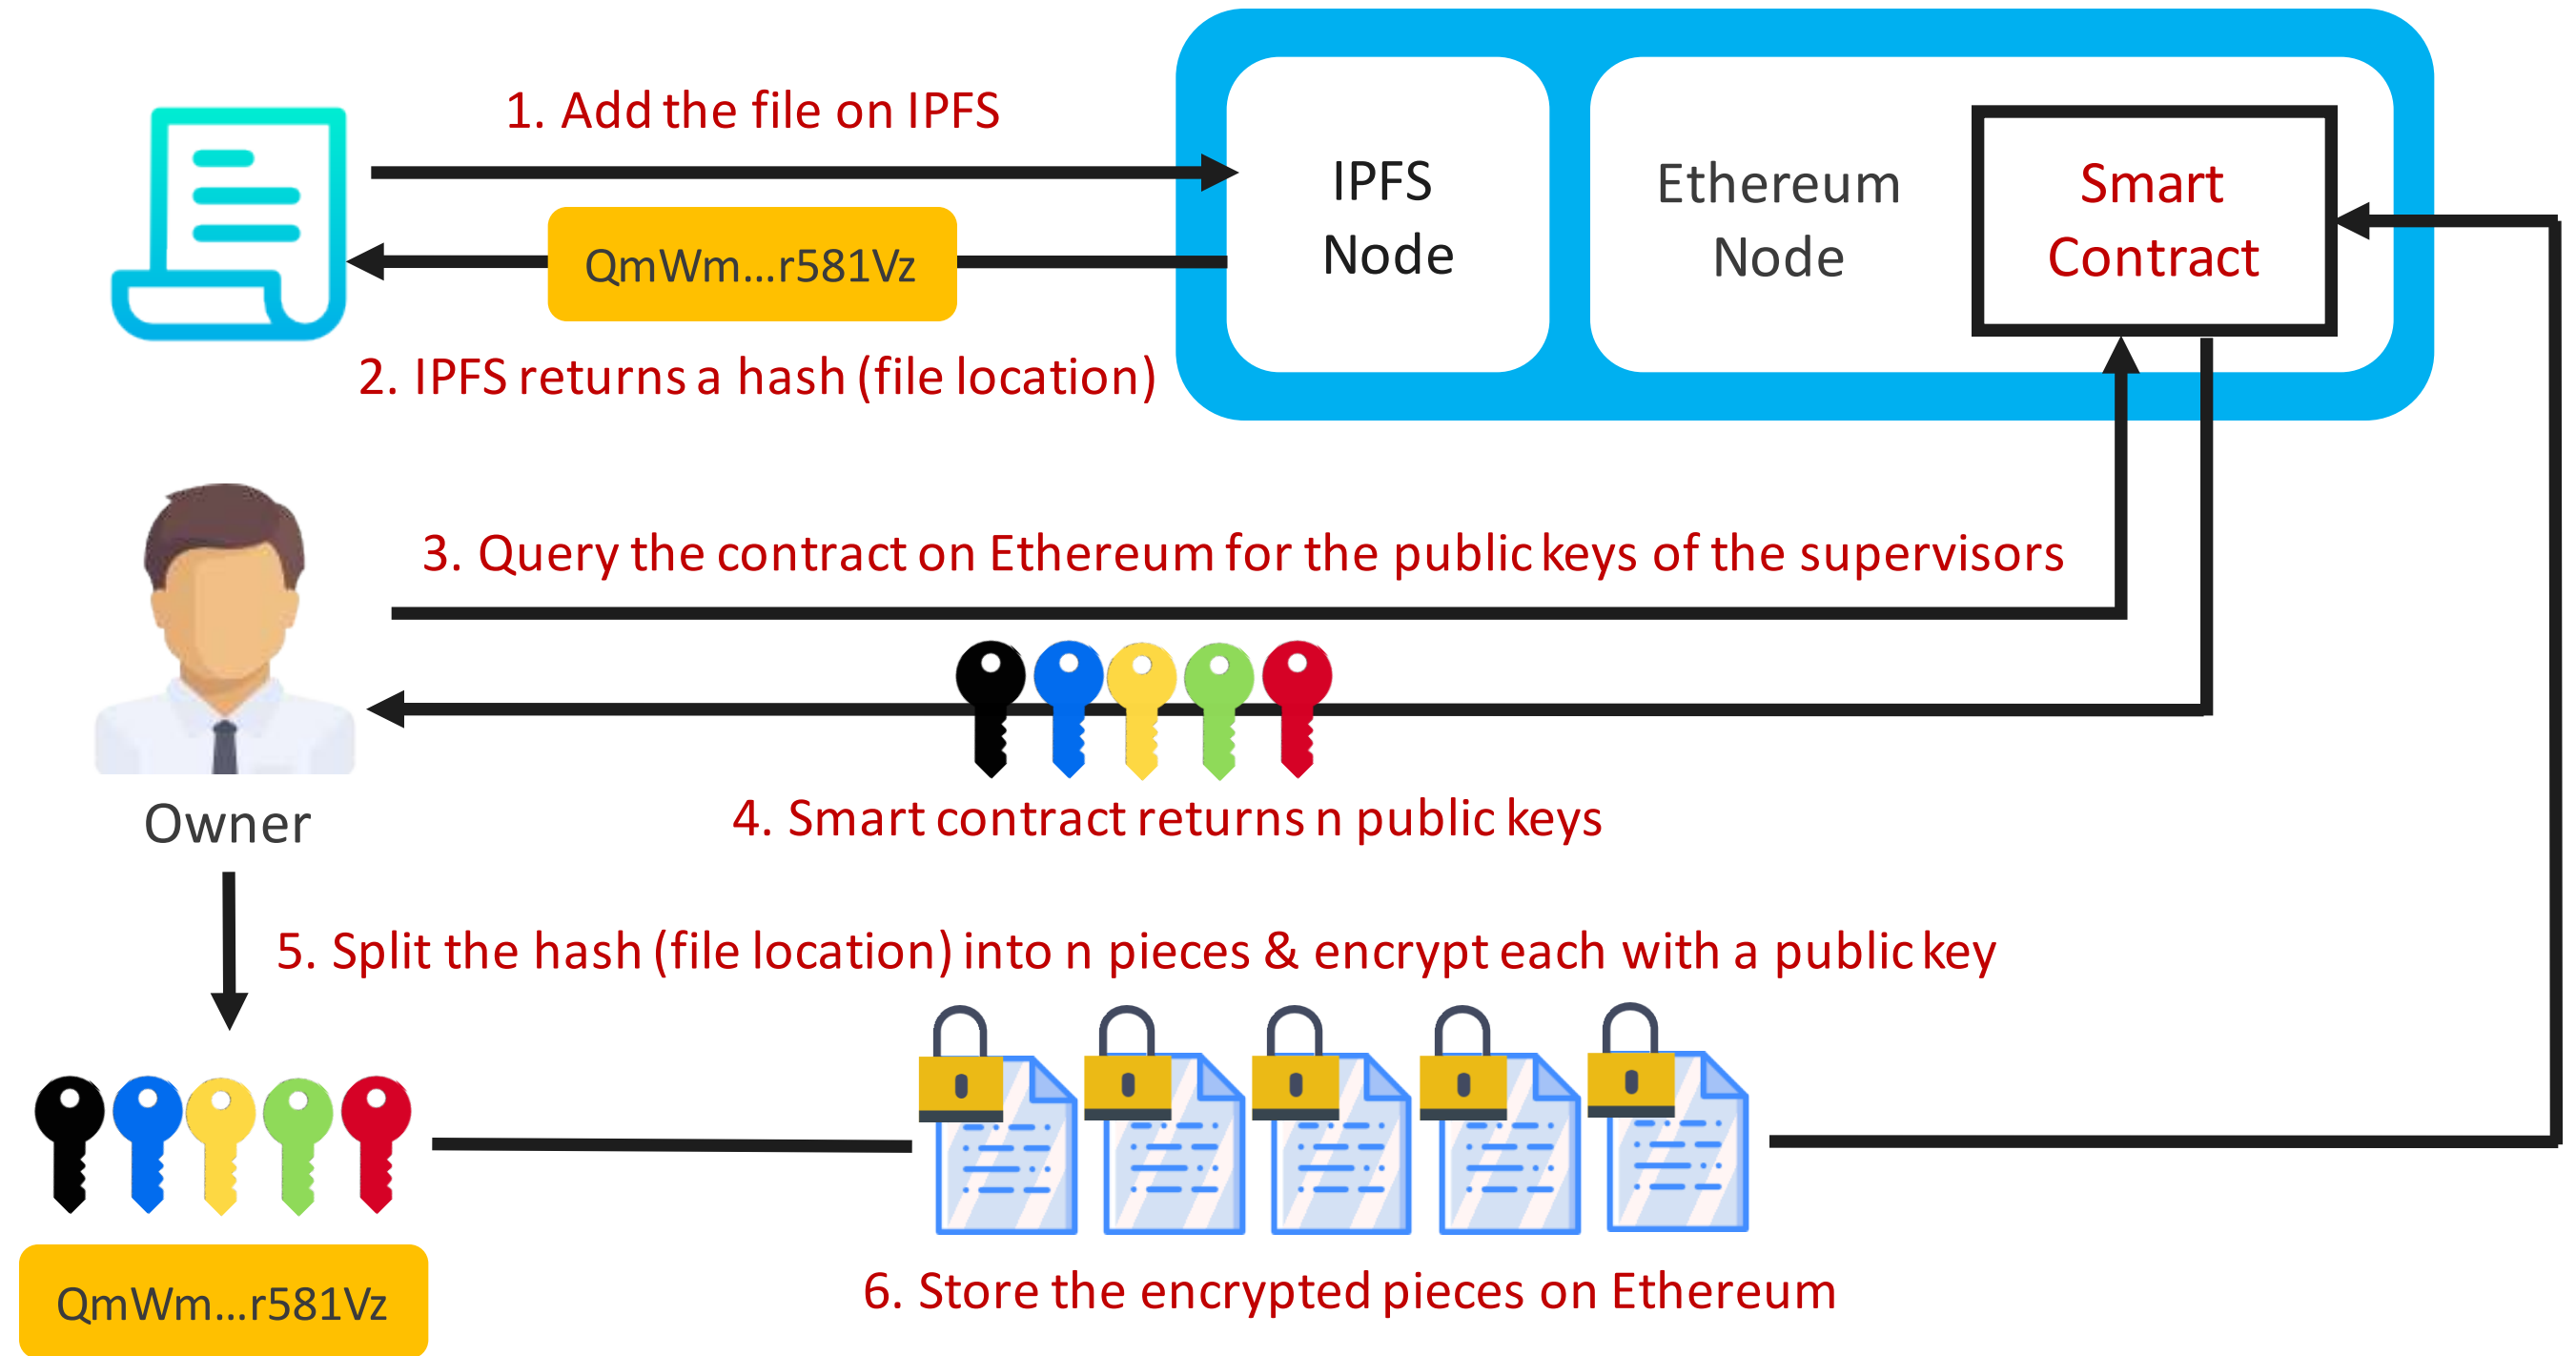 1. Add the file on IPFS
IPFS
Node
Ethereum
Node
Smart
Contract
QmWm...r581Vz
2. IPFS returns a hash (file location)
3. Query the contract on Ethereum for the public keys of the supervisors
4. Smart contract returns n public keys
Owner
5. Split the hash (file location) into n pieces & encrypt each with a public key
6. Store the encrypted pieces on Ethereum
QmWm...r581Vz